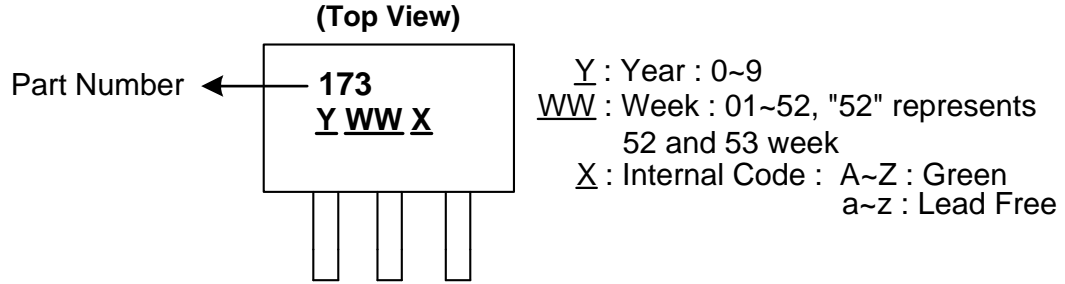 (Top View)
Part Number
173
Y WW X
Y : Year : 0~9
WW : Week : 01~52, "52" represents
52 and 53 week
X : Internal Code : A~Z : Green
a~z : Lead Free